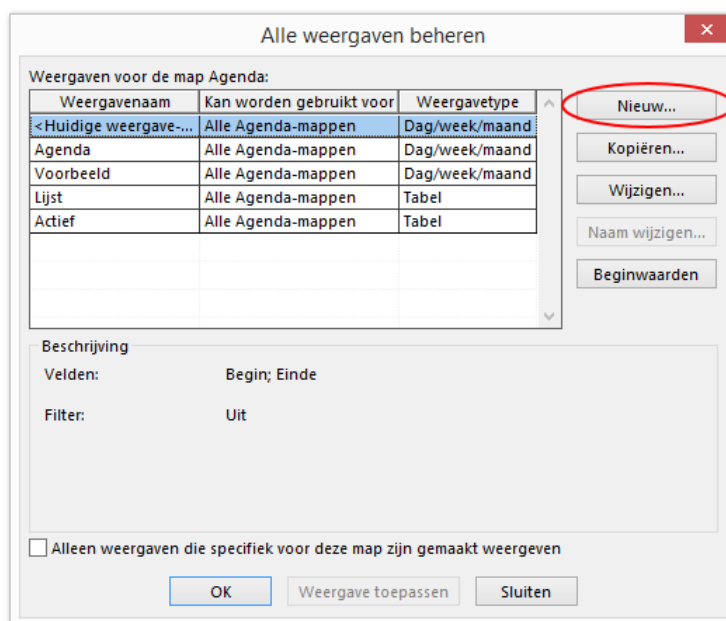 Alle weergaven beheren
Weergaven voor de map Agenda:
Weergavenaam Kan worden gebruikt voor Weergavetype
<Huidige weergave-... Alle Agenda-mappen Dag/week/maand
Agenda Alle Agenda-mappen Dag/week/maand
Voorbeeld Alle Agenda-mappen Dag/week/maand
Lijst Alle Agenda-mappen Tabel
Actief Alle Agenda-mappen Tabel
Nieuw...
Kopiëren...
Wijzigen...
Naam wijzigen...
Beginwaarden
Beschrijving
Velden: Begin; Einde
Filter: Uit
Alleen weergaven die specifiek voor deze map zijn gemaakt weergeven
OK Weergave toepassen Sluiten